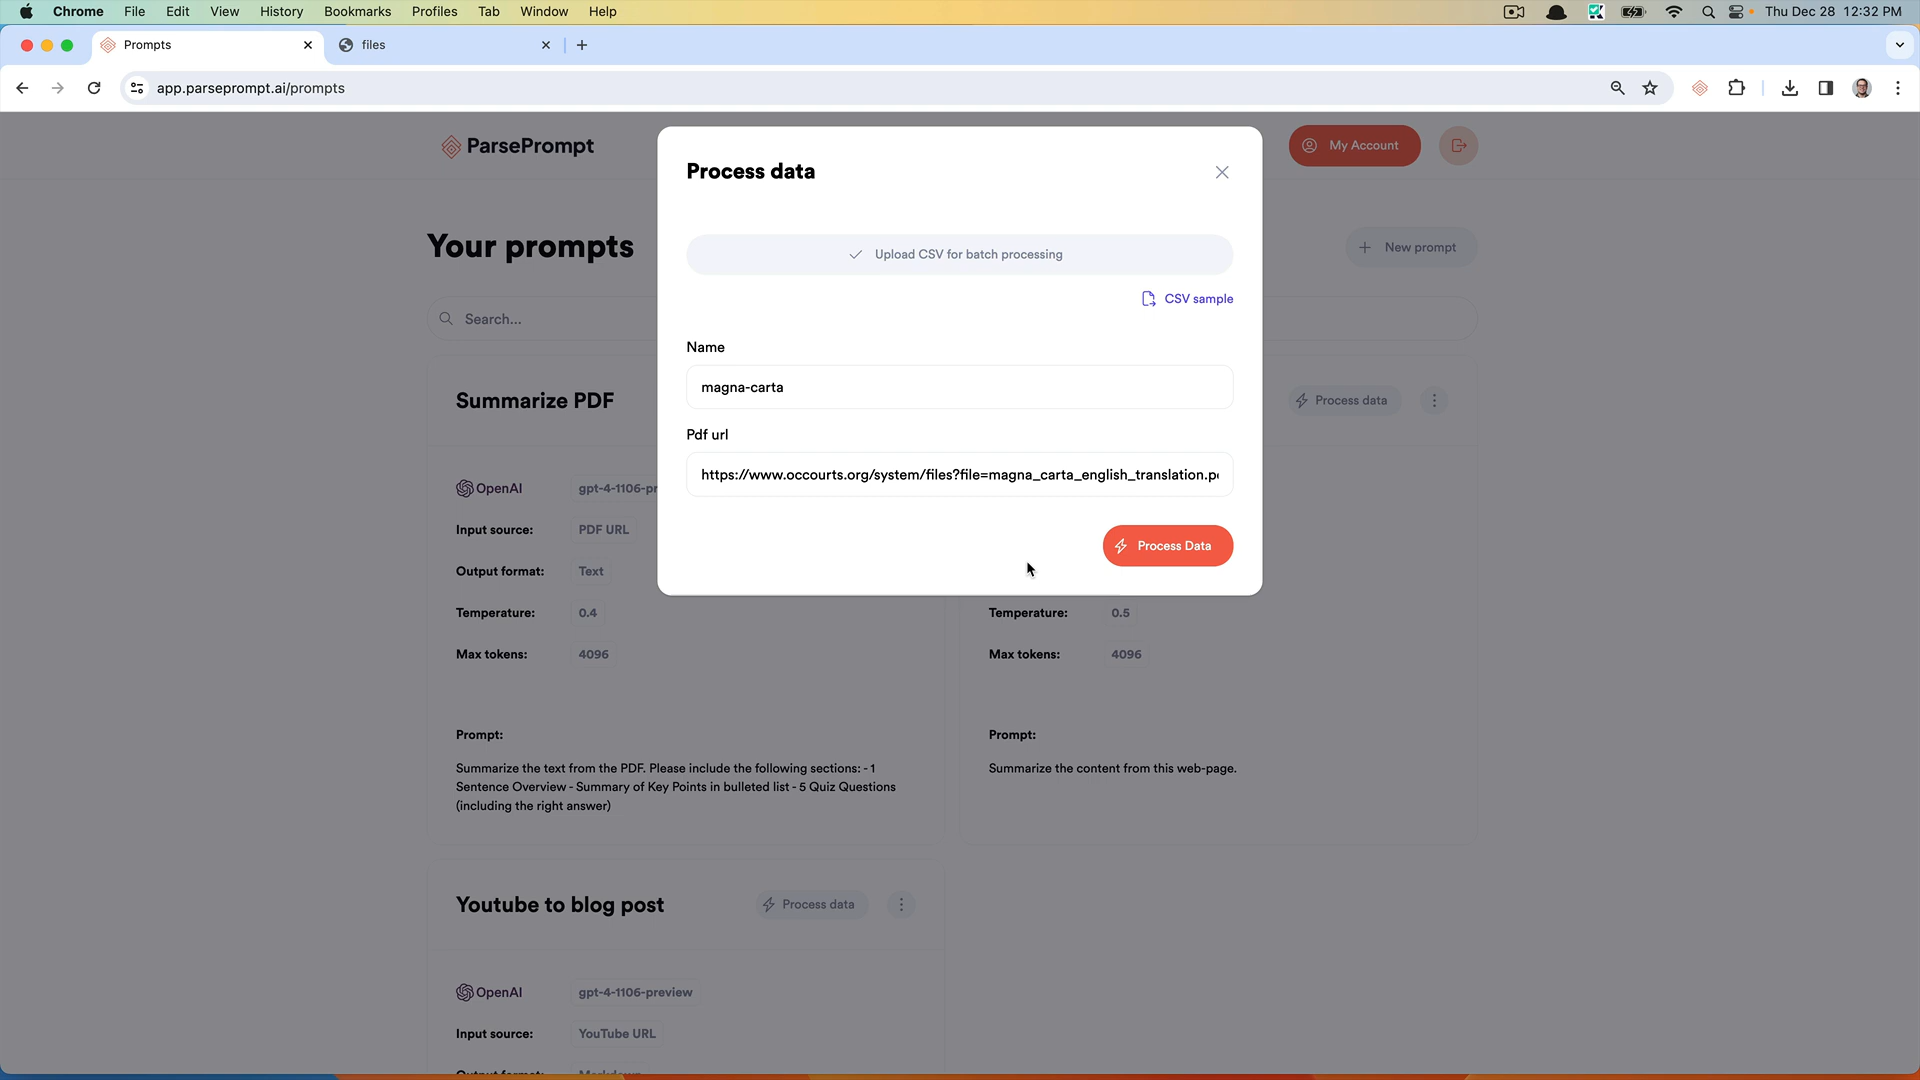 Chrome File Edit View History Bookmarks Profiles Tab Window Help Thu Dec 28 12:32 PM
Prompts files
app.parseprompt.ai/prompts
ParsePrompt
My Account
Process data
Your prompts
Upload CSV for batch processing
New prompt
CSV sample
Search...
Name
magna-carta
Summarize PDF
Process data
Pdf url
https://www.occourts.org/system/files?file=magna_carta_english_translation.p
OpenAI gpt-4-1106-pr
Input source: PDF URL
Process Data
Output format: Text
Temperature: 0.4
Temperature: 0.5
Max tokens: 4096
Max tokens: 4096
Prompt:
Summarize the text from the PDF. Please include the following sections: - 1
Sentence Overview - Summary of Key Points in bulleted list - 5 Quiz Questions
(including the right answer)
Prompt:
Summarize the content from this web-page.
Youtube to blog post
Process data
OpenAI gpt-4-1106-preview
Input source: YouTube URL
Output format: Markdown